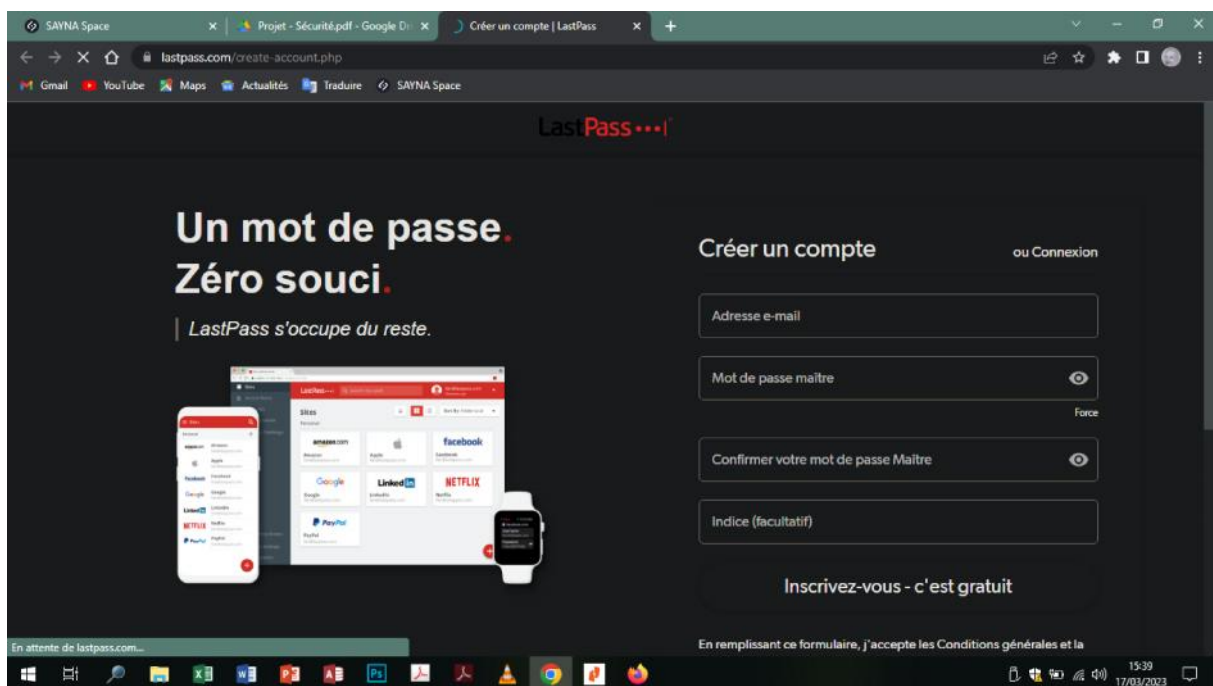 SAYNA Space
Projet - Sécurité.pdf - Google Dr
Créer un compte | LastPass
lastpass.com/create-account.php
Gmail YouTube Maps Actualités Traduire SAYNA Space
LastPass
Un mot de passe.
Zéro souci.
LastPass s'occupe du reste.
Sites
amazon.com
facebook
Google
LinkedIn
NETFLIX
PayPal
Créer un compte
ou Connexion
Adresse e-mail
Mot de passe maître
Force
Confirmer votre mot de passe Maître
Indice (facultatif)
Inscrivez-vous - c'est gratuit
En remplissant ce formulaire, j'accepte les Conditions générales et la
En attente de lastpass.com...
15:39
17/03/2023